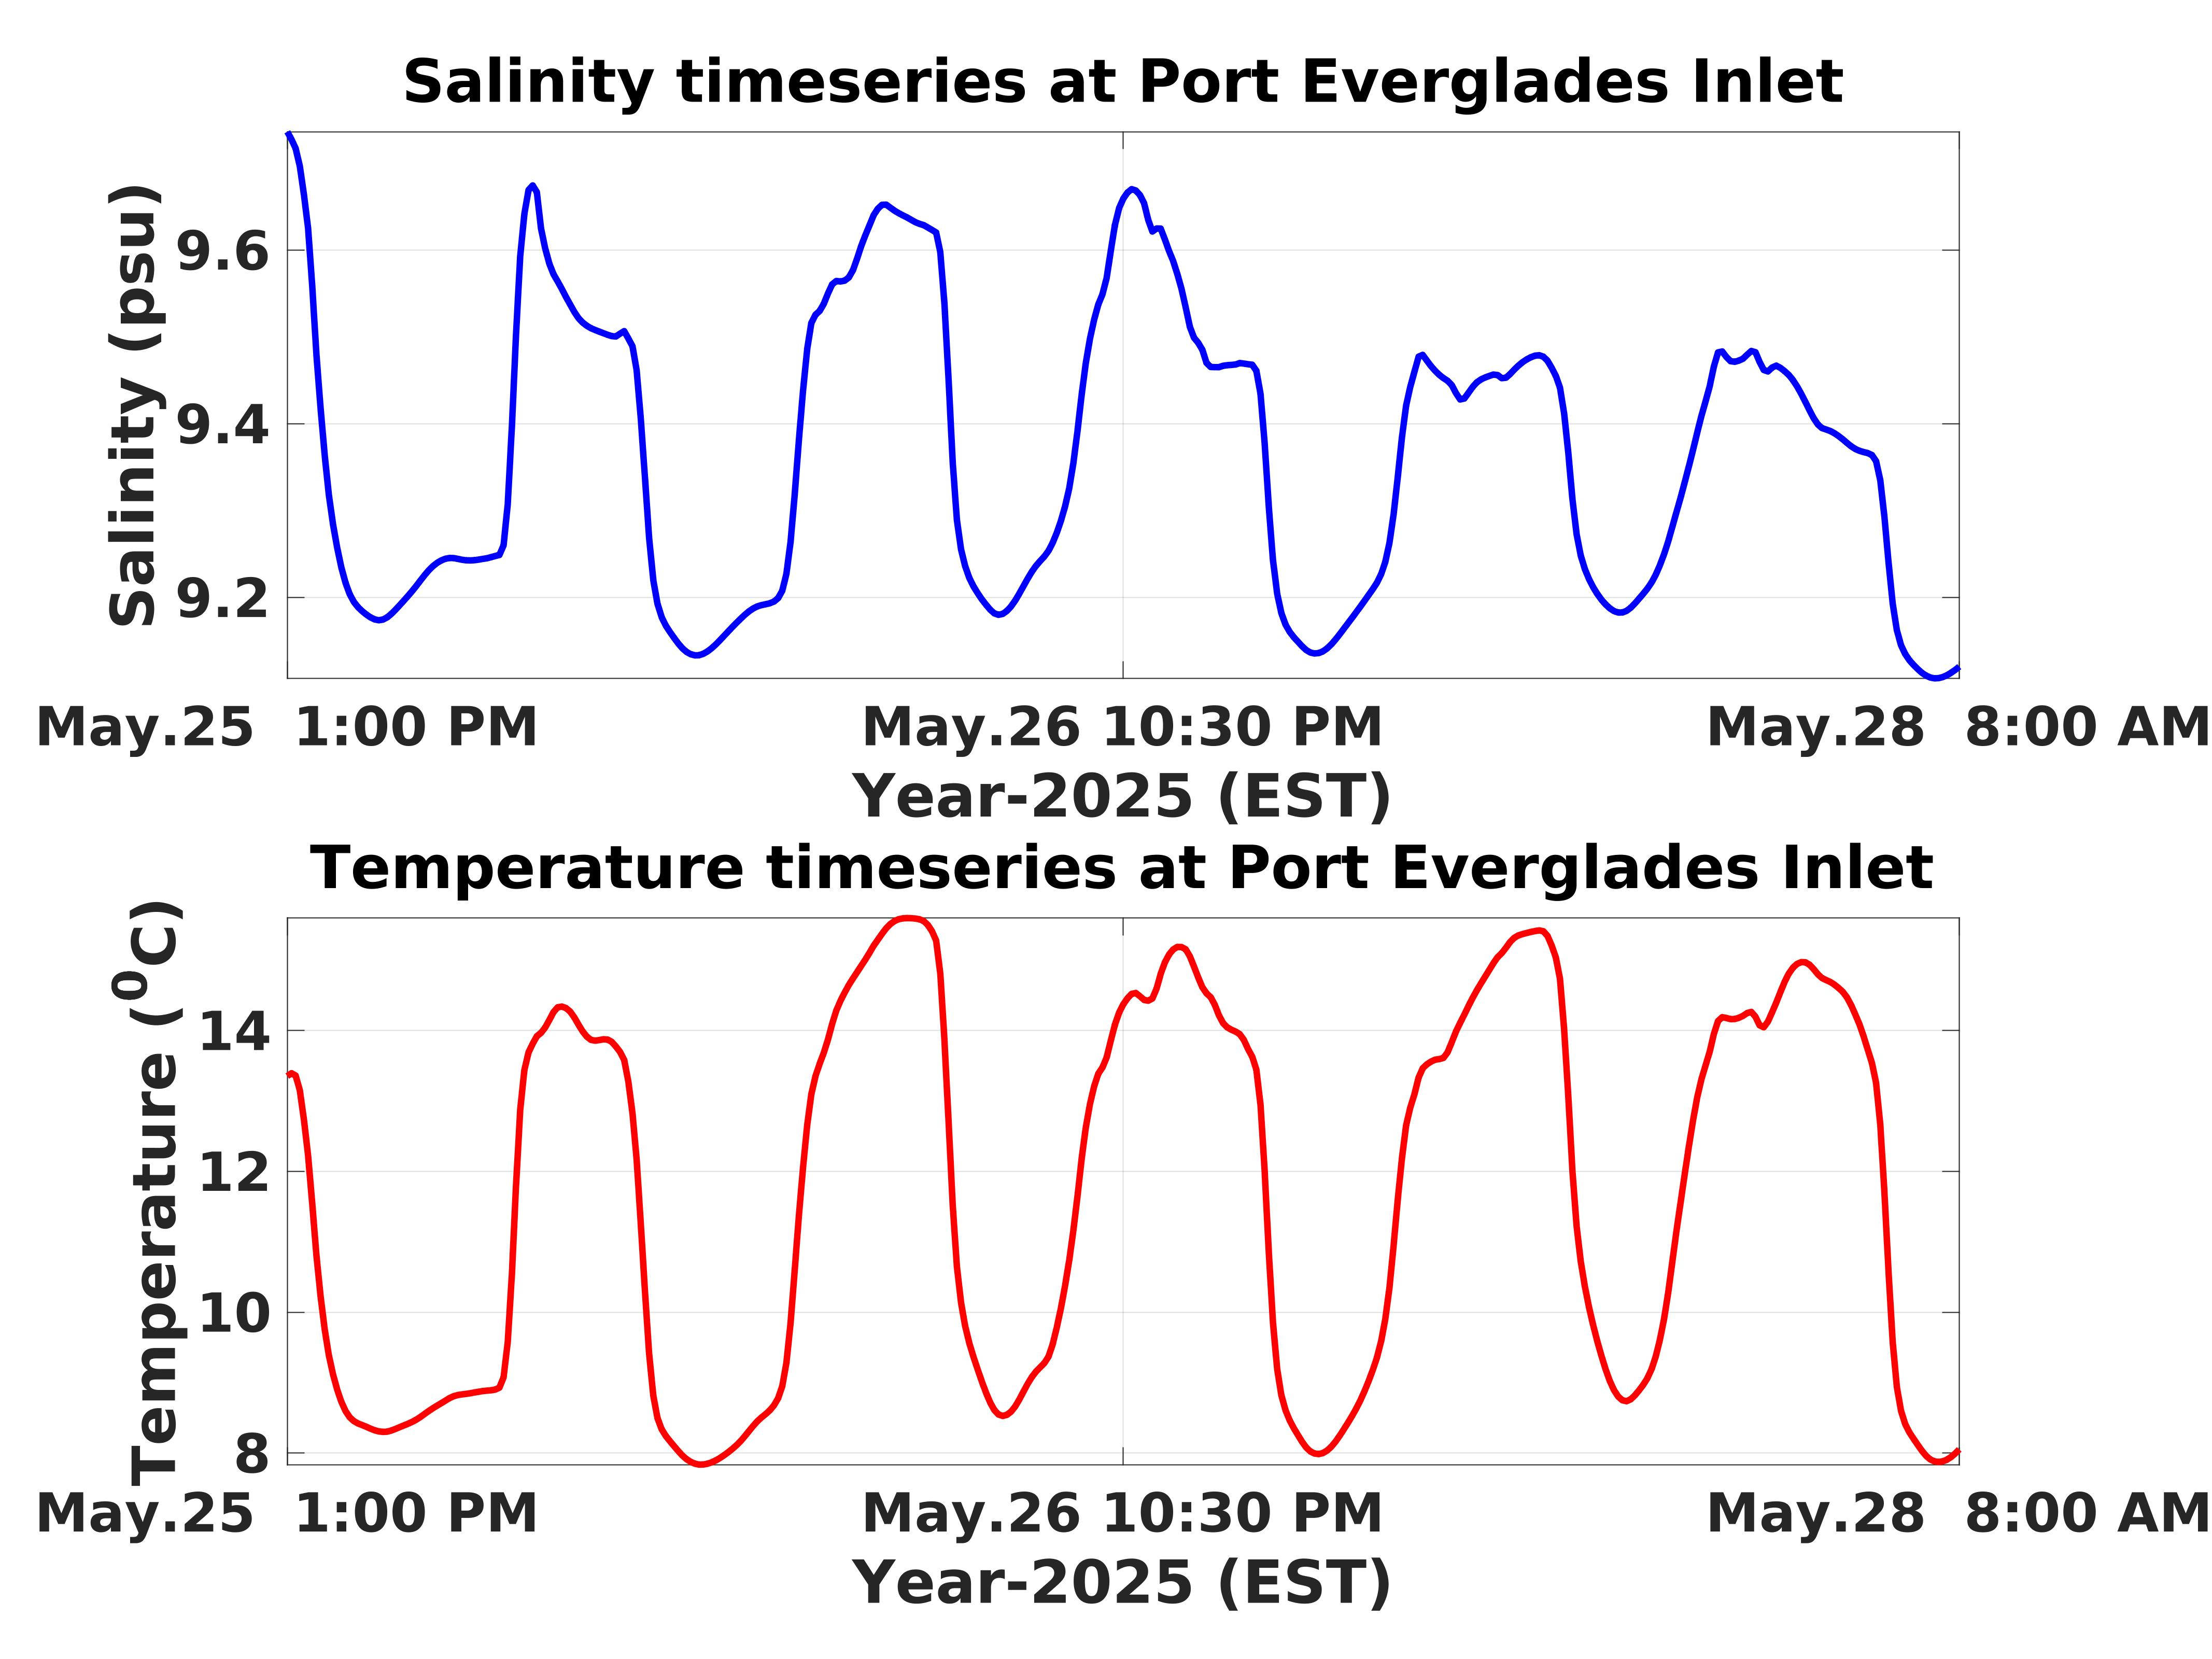 Salinity timeseries at Port Everglades Inlet
Salinity (psu)
9.6
9.4
9.2
May.25  1:00 PM
May.26 10:30 PM
May.28  8:00 AM
Year-2025 (EST)
Temperature timeseries at Port Everglades Inlet
Temperature (⁰C)
14
12
10
8
May.25  1:00 PM
May.26 10:30 PM
May.28  8:00 AM
Year-2025 (EST)